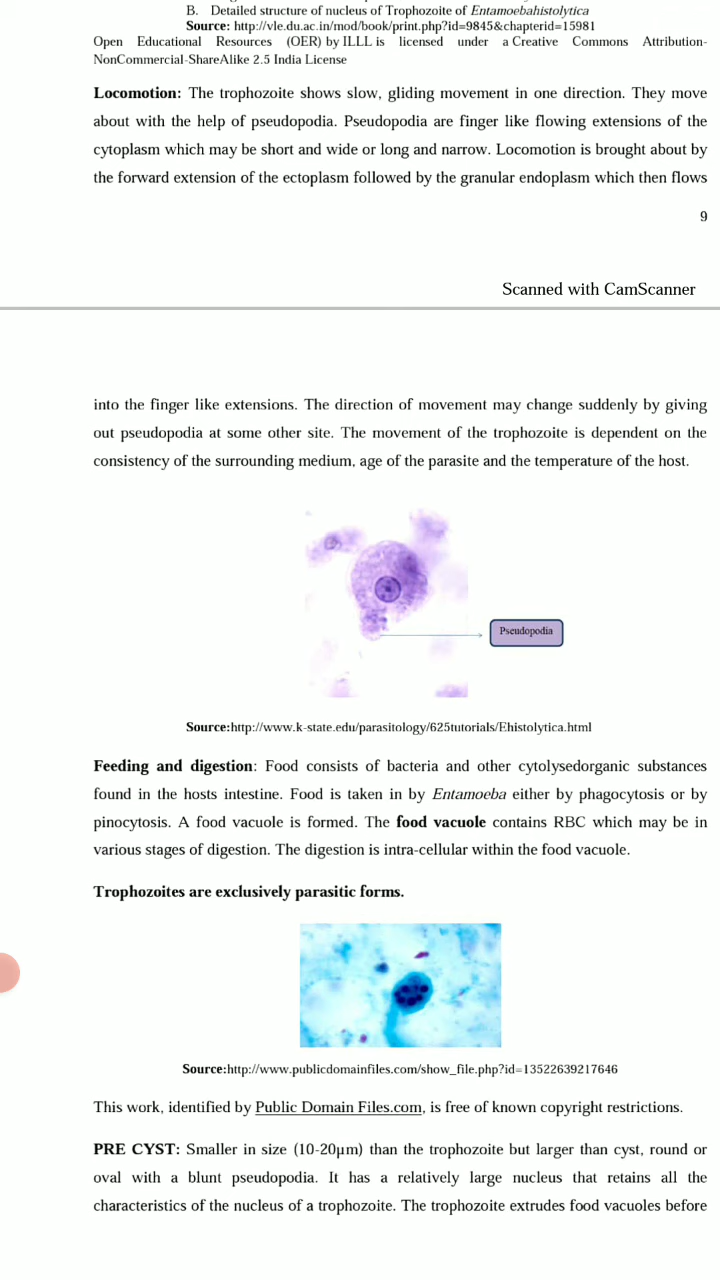 B. Detailed structure of nucleus of Trophozoite of Entamoebahistolytica
Source: http://vle.du.ac.in/mod/book/print.php?id=9845&chapterid=15981
Open Educational Resources (OER) by ILLL is licensed under a Creative Commons Attribution-
NonCommercial-ShareAlike 2.5 India License
Locomotion: The trophozoite shows slow, gliding movement in one direction. They move
about with the help of pseudopodia. Pseudopodia are finger like flowing extensions of the
cytoplasm which may be short and wide or long and narrow. Locomotion is brought about by
the forward extension of the ectoplasm followed by the granular endoplasm which then flows
9
Scanned with CamScanner
into the finger like extensions. The direction of movement may change suddenly by giving
out pseudopodia at some other site. The movement of the trophozoite is dependent on the
consistency of the surrounding medium, age of the parasite and the temperature of the host.
Pseudopodia
Source:http://www.k-state.edu/parasitology/625tutorials/Ehistolytica.html
Feeding and digestion: Food consists of bacteria and other cytolysedorganic substances
found in the hosts intestine. Food is taken in by Entamoeba either by phagocytosis or by
pinocytosis. A food vacuole is formed. The food vacuole contains RBC which may be in
various stages of digestion. The digestion is intra-cellular within the food vacuole.
Trophozoites are exclusively parasitic forms.
Source:http://www.publicdomainfiles.com/show_file.php?id=13522639217646
This work, identified by Public Domain Files.com, is free of known copyright restrictions.
PRE CYST: Smaller in size (10-20μm) than the trophozoite but larger than cyst, round or
oval with a blunt pseudopodia. It has a relatively large nucleus that retains all the
characteristics of the nucleus of a trophozoite. The trophozoite extrudes food vacuoles before